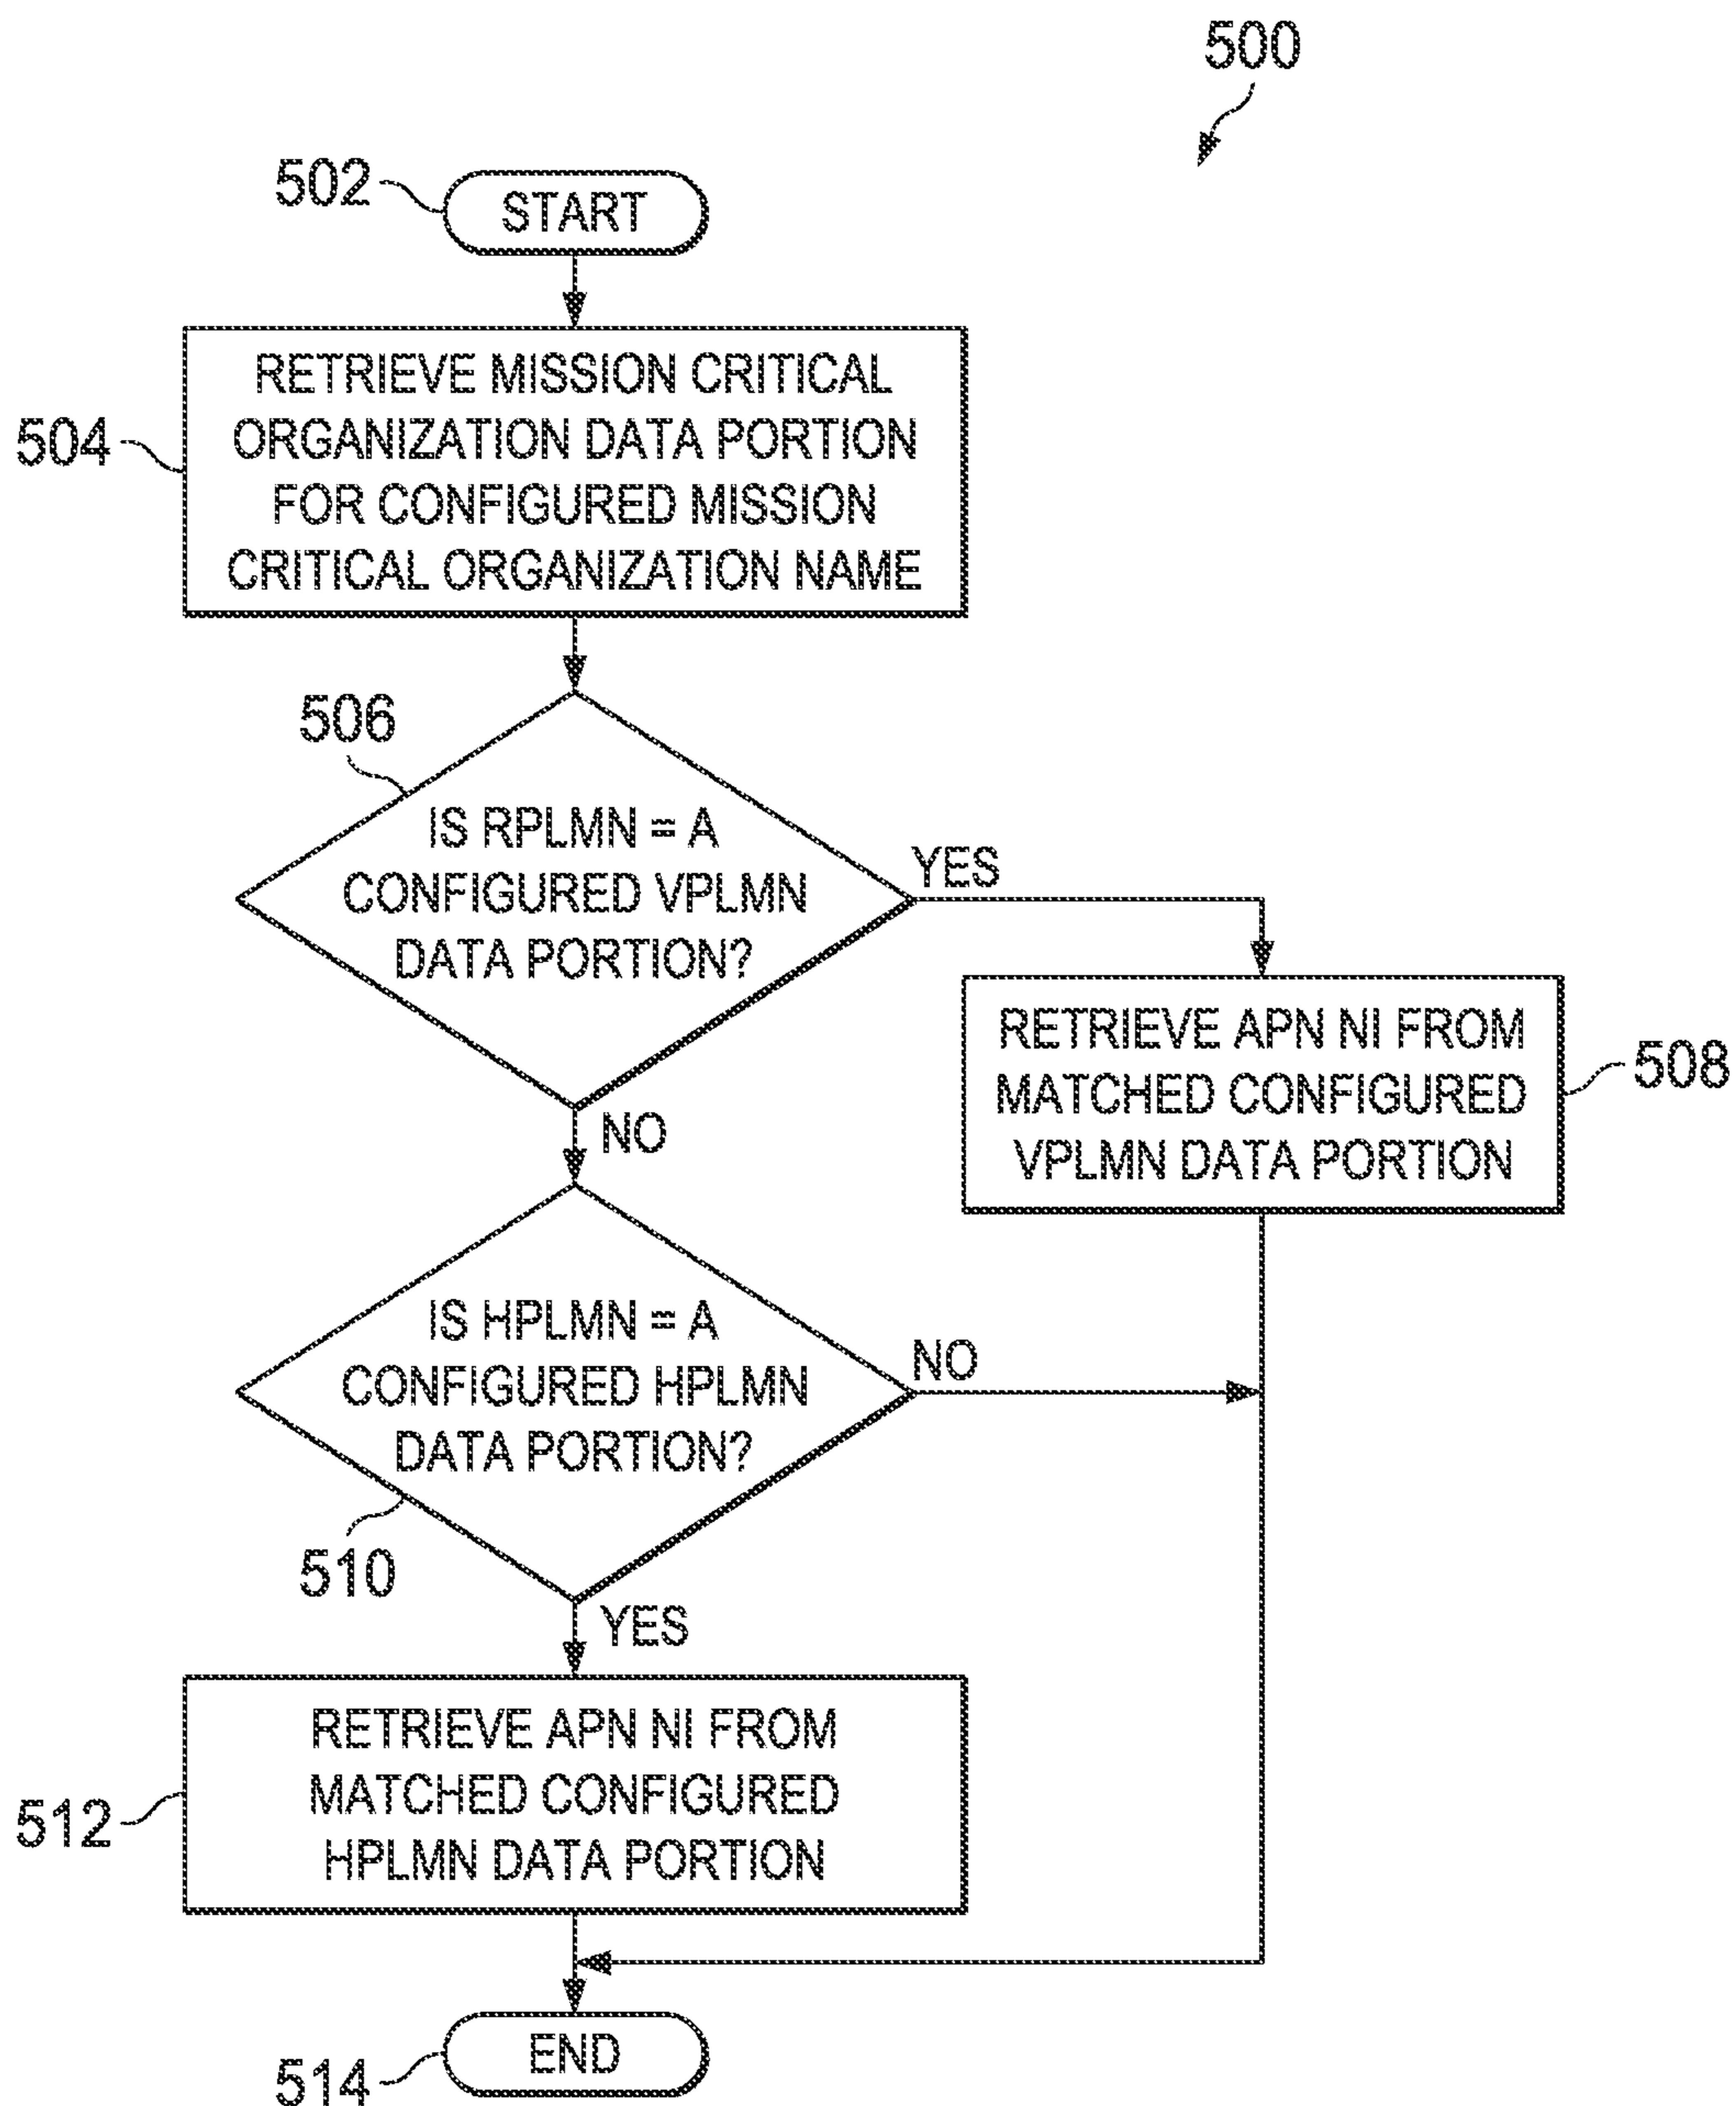 500
502
START
504
RETRIEVE MISSION CRITICAL
ORGANIZATION DATA PORTION
FOR CONFIGURED MISSION
CRITICAL ORGANIZATION NAME
506
IS RPLMN = A
CONFIGURED VPLMN
DATA PORTION?
YES
NO
RETRIEVE APN NI FROM
MATCHED CONFIGURED
VPLMN DATA PORTION
508
IS HPLMN = A
CONFIGURED HPLMN
DATA PORTION?
NO
510
YES
512
RETRIEVE APN NI FROM
MATCHED CONFIGURED
HPLMN DATA PORTION
END
514